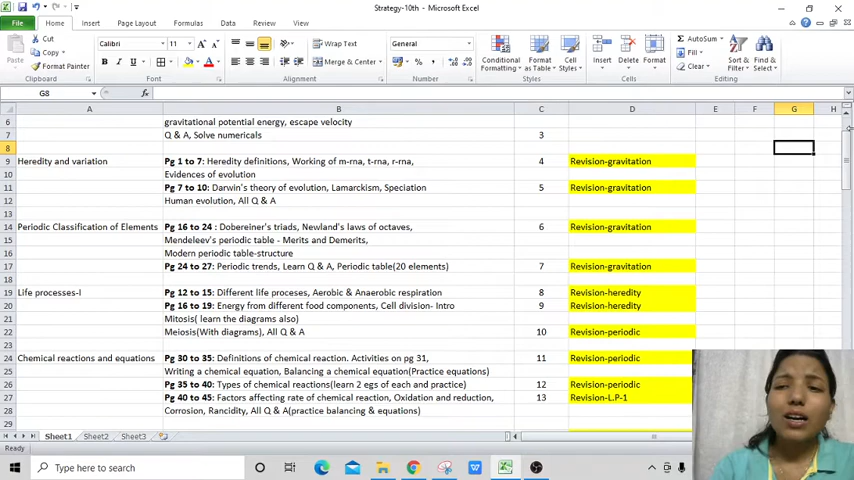 Strategy-10th - Microsoft Excel
File Home Insert Page Layout Formulas Data Review View
Cut
Copy
Format Painter
Paste
Clipboard
Calibri 11
B I U
Font
Wrap Text
Merge & Center
Alignment
General
Number
Conditional Formatting
Format as Table
Cell Styles
Styles
Insert Delete Format
Cells
AutoSum
Fill
Clear
Sort & Filter
Find & Select
Editing
G8 fx
A B C D E F G H
6 gravitational potential energy, escape velocity
7 Q & A, Solve numericals 3
8
9 Heredity and variation Pg 1 to 7: Heredity definitions, Working of m-rna, t-rna, r-rna, 4 Revision-gravitation
10 Evidences of evolution
11 Pg 7 to 10: Darwin's theory of evolution, Lamarckism, Speciation 5 Revision-gravitation
12 Human evolution, All Q & A
13
14 Periodic Classification of Elements Pg 16 to 24 : Dobereiner's triads, Newland's laws of octaves, 6 Revision-gravitation
15 Mendeleev's periodic table - Merits and Demerits,
16 Modern periodic table-structure
17 Pg 24 to 27: Periodic trends, Learn Q & A, Periodic table(20 elements) 7 Revision-gravitation
18
19 Life processes-I Pg 12 to 15: Different life proceses, Aerobic & Anaerobic respiration 8 Revision-heredity
20 Pg 16 to 19: Energy from different food components, Cell division- Intro 9 Revision-heredity
21 Mitosis( learn the diagrams also)
22 Meiosis(With diagrams), All Q & A 10 Revision-periodic
23
24 Chemical reactions and equations Pg 30 to 35: Definitions of chemical reaction. Activities on pg 31, 11 Revision-periodic
25 Writing a chemical equation, Balancing a chemical equation(Practice equations)
26 Pg 35 to 40: Types of chemical reactions(learn 2 egs of each and practice) 12 Revision-periodic
27 Pg 40 to 45: Factors affecting rate of chemical reaction, Oxidation and reduction, 13 Revision-L.P-1
28 Corrosion, Rancidity, All Q & A(practice balancing & equations)
29
Sheet1 Sheet2 Sheet3
Ready
Type here to search